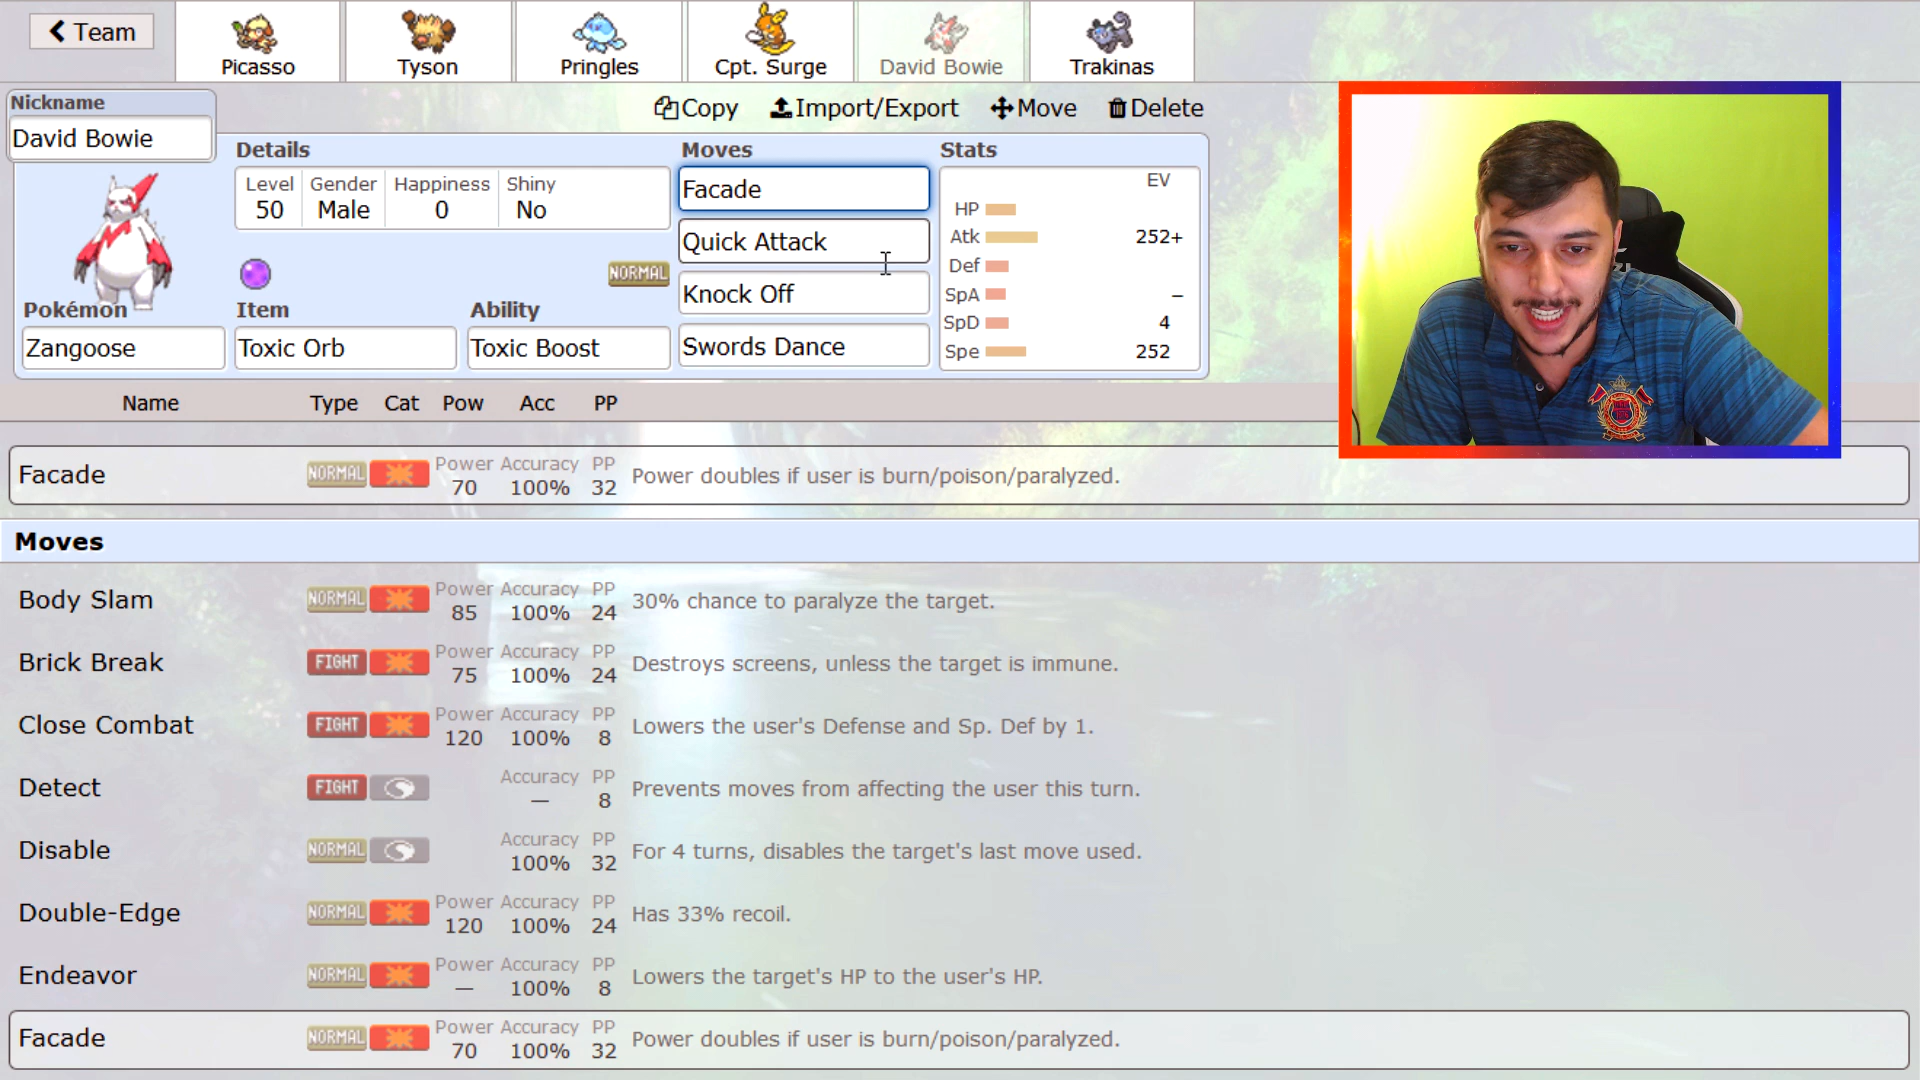 Team
Picasso
Tyson
Pringles
Cpt. Surge
David Bowie
Trakinas
Copy
Import/Export
Move
Delete
Nickname
David Bowie
Details
Level Gender Happiness Shiny
50 Male 0 No
NORMAL
Pokémon
Zangoose
Item
Toxic Orb
Ability
Toxic Boost
Moves
Facade
Quick Attack
Knock Off
Swords Dance
Stats
EV
HP
Atk 252+
Def
SpA –
SpD 4
Spe 252
Name Type Cat Pow Acc PP
Facade NORMAL Power 70 Accuracy 100% PP 32 Power doubles if user is burn/poison/paralyzed.
Moves
Body Slam NORMAL Power 85 Accuracy 100% PP 24 30% chance to paralyze the target.
Brick Break FIGHT Power 75 Accuracy 100% PP 24 Destroys screens, unless the target is immune.
Close Combat FIGHT Power 120 Accuracy 100% PP 8 Lowers the user's Defense and Sp. Def by 1.
Detect FIGHT Accuracy — PP 8 Prevents moves from affecting the user this turn.
Disable NORMAL Accuracy 100% PP 32 For 4 turns, disables the target's last move used.
Double-Edge NORMAL Power 120 Accuracy 100% PP 24 Has 33% recoil.
Endeavor NORMAL Power — Accuracy 100% PP 8 Lowers the target's HP to the user's HP.
Facade NORMAL Power 70 Accuracy 100% PP 32 Power doubles if user is burn/poison/paralyzed.